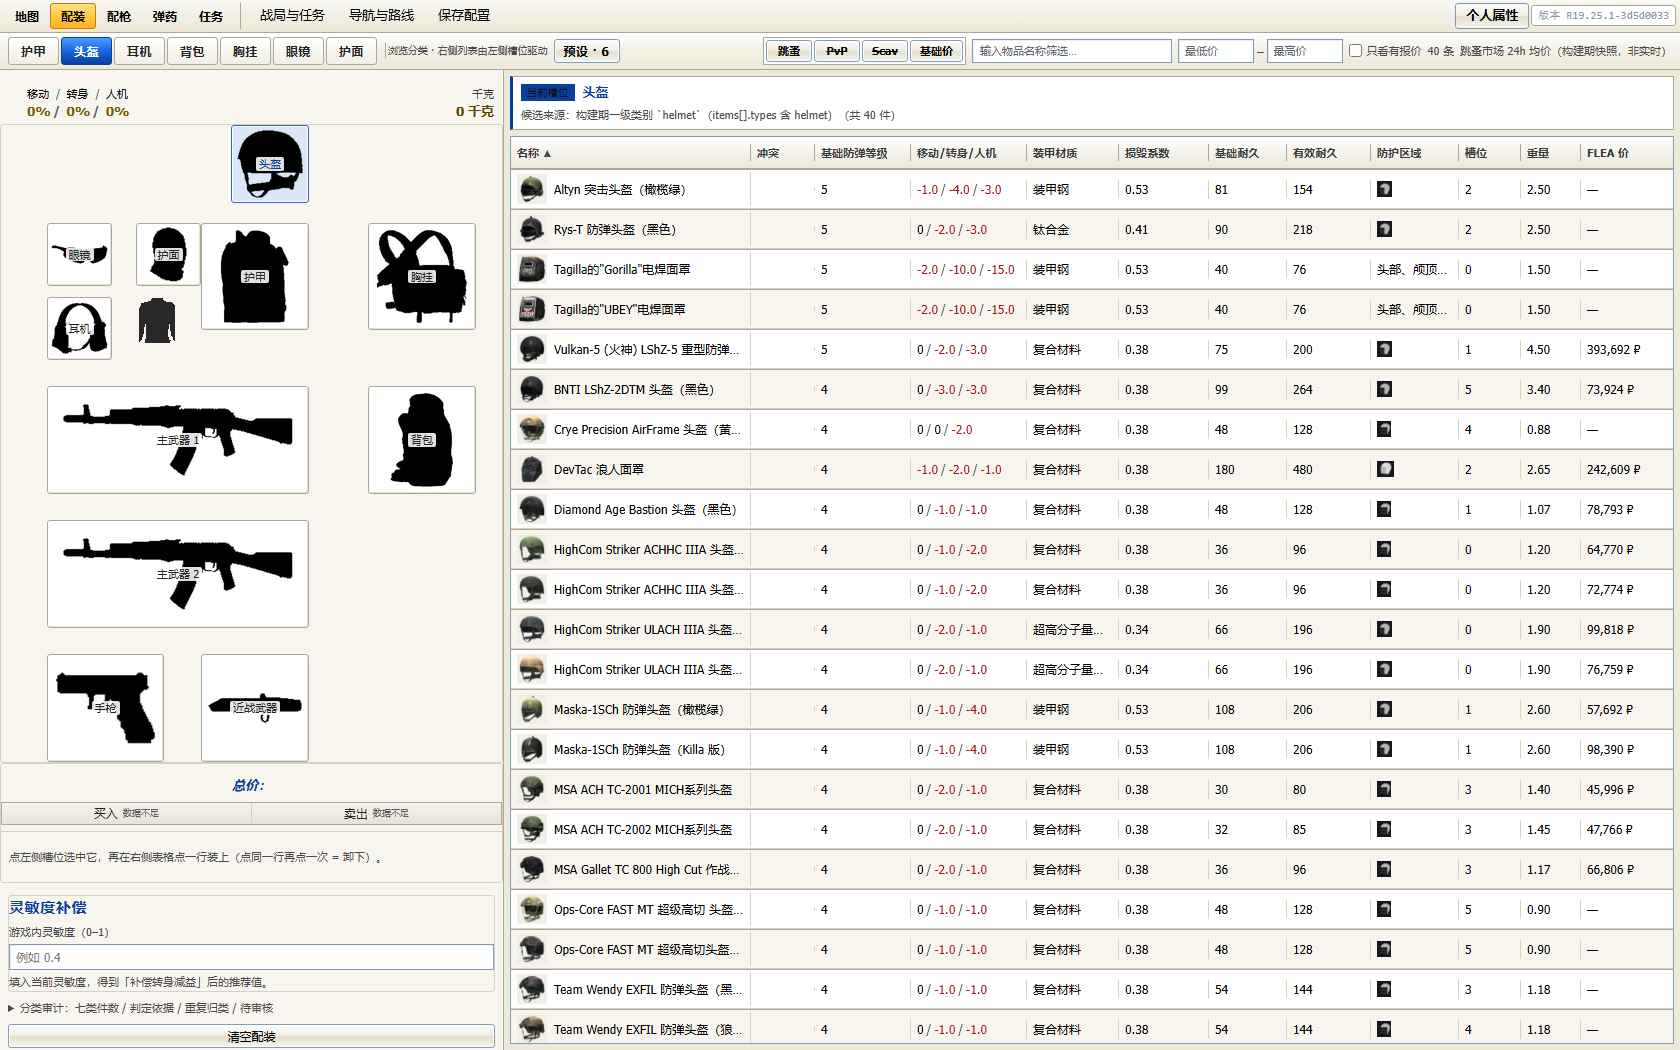 地图 配装 配枪 弹药 任务 战局与任务 导航与路线 保存配置 个人属性 版本 R19.25.1-3d5d0033
护甲 头盔 耳机 背包 胸挂 眼镜 护面 浏览分类 · 右侧列表由左侧槽位驱动 预设 · 6 跳蚤 PvP Scav 基础价 输入物品名称筛选... 最低价 – 最高价 只看有报价 40 条 跳蚤市场 24h 均价（构建期快照，非实时）
移动 / 转身 / 人机 千克
0% / 0% / 0% 0 千克
头盔
眼镜 护面 护甲 胸挂
耳机
主武器 1 背包
主武器 2
手枪 近战武器
总价：
买入 数据不足 卖出 数据不足
点左侧槽位选中它，再在右侧表格点一行装上（点同一行再点一次 = 卸下）。
灵敏度补偿
游戏内灵敏度（0–1）
例如 0.4
填入当前灵敏度，得到「补偿转身减益」后的推荐值。
▶ 分类审计：七类件数 / 判定依据 / 重复归类 / 待审核
清空配装
当前槽位 头盔
候选来源：构建期一级类别 `helmet`（items[].types 含 helmet）（共 40 件）
名称 ▲ 冲突 基础防弹等级 移动/转身/人机 装甲材质 损毁系数 基础耐久 有效耐久 防护区域 槽位 重量 FLEA 价
Altyn 突击头盔（橄榄绿） 5 -1.0 / -4.0 / -3.0 装甲钢 0.53 81 154 2 2.50 —
Rys-T 防弹头盔（黑色） 5 0 / -2.0 / -3.0 钛合金 0.41 90 218 2 2.50 —
Tagilla的"Gorilla"电焊面罩 5 -2.0 / -10.0 / -15.0 装甲钢 0.53 40 76 头部、颅顶... 0 1.50 —
Tagilla的"UBEY"电焊面罩 5 -2.0 / -10.0 / -15.0 装甲钢 0.53 40 76 头部、颅顶... 0 1.50 —
Vulkan-5 (火神) LShZ-5 重型防弹... 5 0 / -2.0 / -3.0 复合材料 0.38 75 200 1 4.50 393,692 ₽
BNTI LShZ-2DTM 头盔（黑色） 4 0 / -3.0 / -3.0 复合材料 0.38 99 264 5 3.40 73,924 ₽
Crye Precision AirFrame 头盔（黄... 4 0 / 0 / -2.0 复合材料 0.38 48 128 4 0.88 —
DevTac 浪人面罩 4 -1.0 / -2.0 / -1.0 复合材料 0.38 180 480 2 2.65 242,609 ₽
Diamond Age Bastion 头盔（黑色） 4 0 / -1.0 / -1.0 复合材料 0.38 48 128 1 1.07 78,793 ₽
HighCom Striker ACHHC IIIA 头盔... 4 0 / -1.0 / -2.0 复合材料 0.38 36 96 0 1.20 64,770 ₽
HighCom Striker ACHHC IIIA 头盔... 4 0 / -1.0 / -2.0 复合材料 0.38 36 96 0 1.20 72,774 ₽
HighCom Striker ULACH IIIA 头盔... 4 0 / -2.0 / -1.0 超高分子量... 0.34 66 196 0 1.90 99,818 ₽
HighCom Striker ULACH IIIA 头盔... 4 0 / -2.0 / -1.0 超高分子量... 0.34 66 196 0 1.90 76,759 ₽
Maska-1SCh 防弹头盔（橄榄绿） 4 0 / -1.0 / -4.0 装甲钢 0.53 108 206 1 2.60 57,692 ₽
Maska-1SCh 防弹头盔（Killa 版） 4 0 / -1.0 / -4.0 装甲钢 0.53 108 206 1 2.60 98,390 ₽
MSA ACH TC-2001 MICH系列头盔 4 0 / -2.0 / -1.0 复合材料 0.38 30 80 3 1.40 45,996 ₽
MSA ACH TC-2002 MICH系列头盔 4 0 / -2.0 / -1.0 复合材料 0.38 32 85 3 1.45 47,766 ₽
MSA Gallet TC 800 High Cut 作战... 4 0 / -2.0 / -1.0 复合材料 0.38 36 96 3 1.17 66,806 ₽
Ops-Core FAST MT 超级高切 头盔... 4 0 / -1.0 / -1.0 复合材料 0.38 48 128 5 0.90 —
Ops-Core FAST MT 超级高切头盔... 4 0 / -1.0 / -1.0 复合材料 0.38 48 128 5 0.90 —
Team Wendy EXFIL 防弹头盔（黑... 4 0 / -1.0 / -1.0 复合材料 0.38 54 144 3 1.18 —
Team Wendy EXFIL 防弹头盔（狼... 4 0 / -1.0 / -1.0 复合材料 0.38 54 144 4 1.18 —